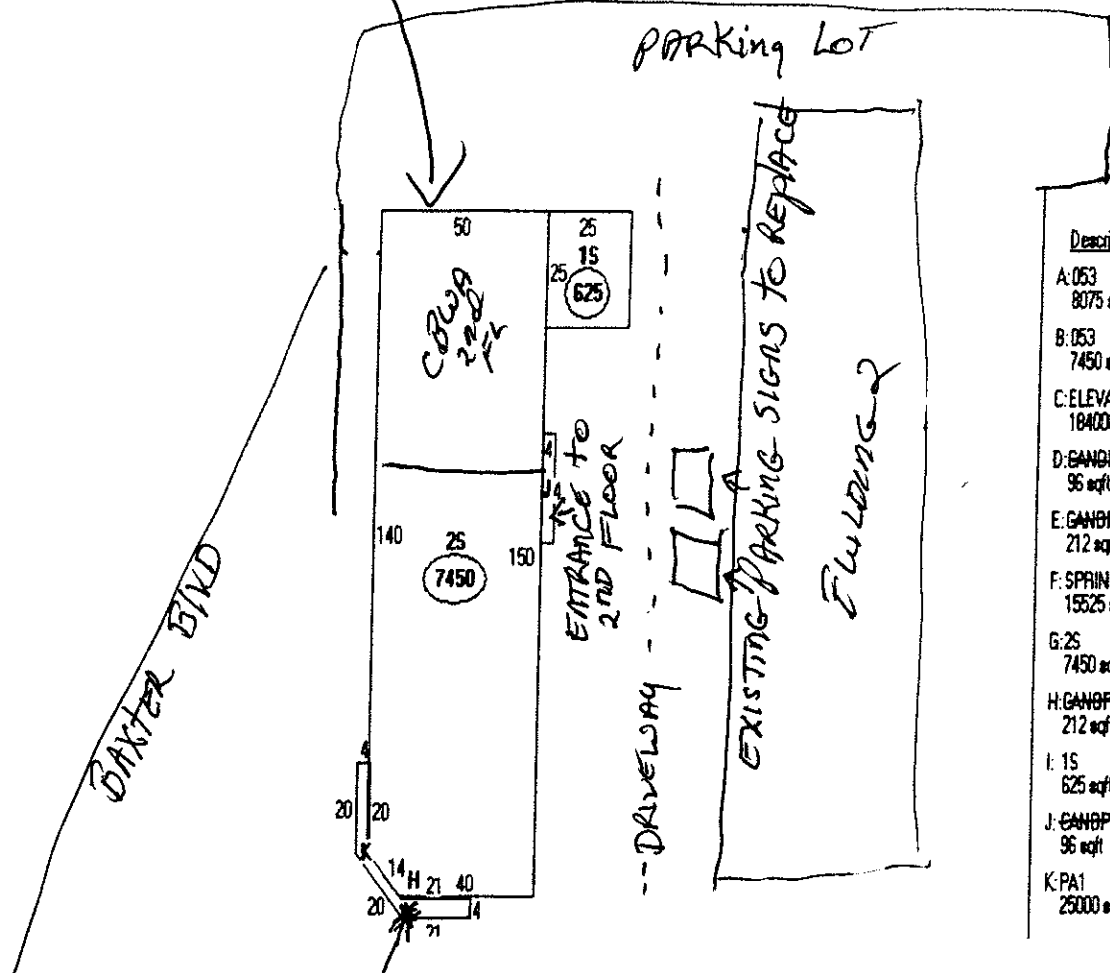 PARKing LOT
50
25
1S
25
625
CBWA
2ND
FL
EXISTING PARKING SIGNS to REPLACE
4
4
ENTRANCE to
2ND FLOOR
140
2S
7450
150
BAXTER BLVD
BUILDING 2
DRIVEWAY
4
20
20
K
14
H
21
40
20
4
21
Descri
A:053
8075 s
B:053
7450 s
C:ELEVA
18400
D:CANOP
96 sqft
E:CANOP
212 sqf
F:SPRIN
15525 s
G:2S
7450 sq
H:CANOP
212 sqf
I: 1S
625 sqft
J:CANOP
96 sqft
K:PA1
25000 s